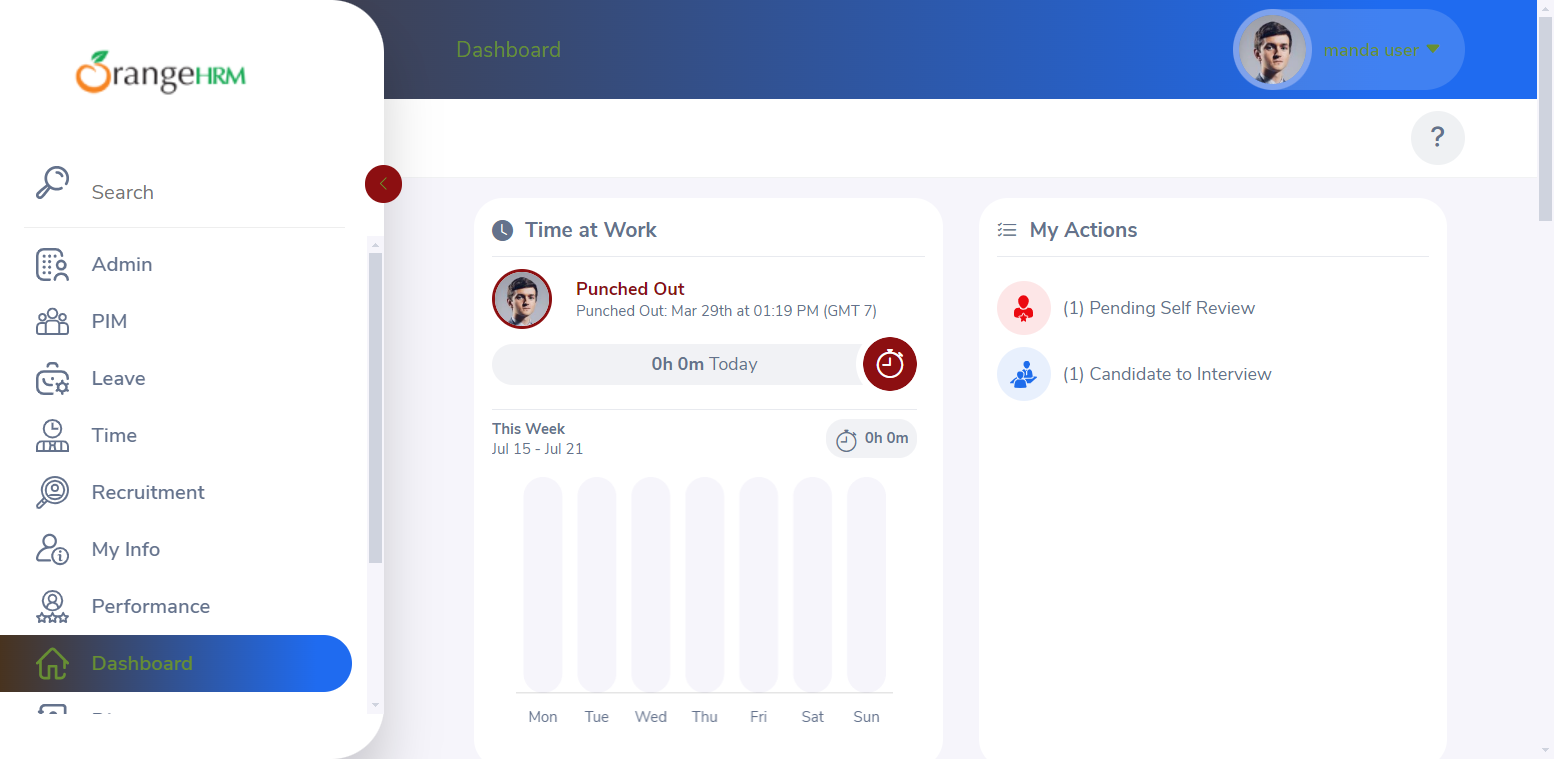 OrangeHRM
Dashboard
manda user
Search
?
Admin
PIM
Leave
Time
Recruitment
My Info
Performance
Dashboard
Time at Work
Punched Out
Punched Out: Mar 29th at 01:19 PM (GMT 7)
0h 0m Today
This Week
Jul 15 - Jul 21
0h 0m
Mon Tue Wed Thu Fri Sat Sun
My Actions
(1) Pending Self Review
(1) Candidate to Interview